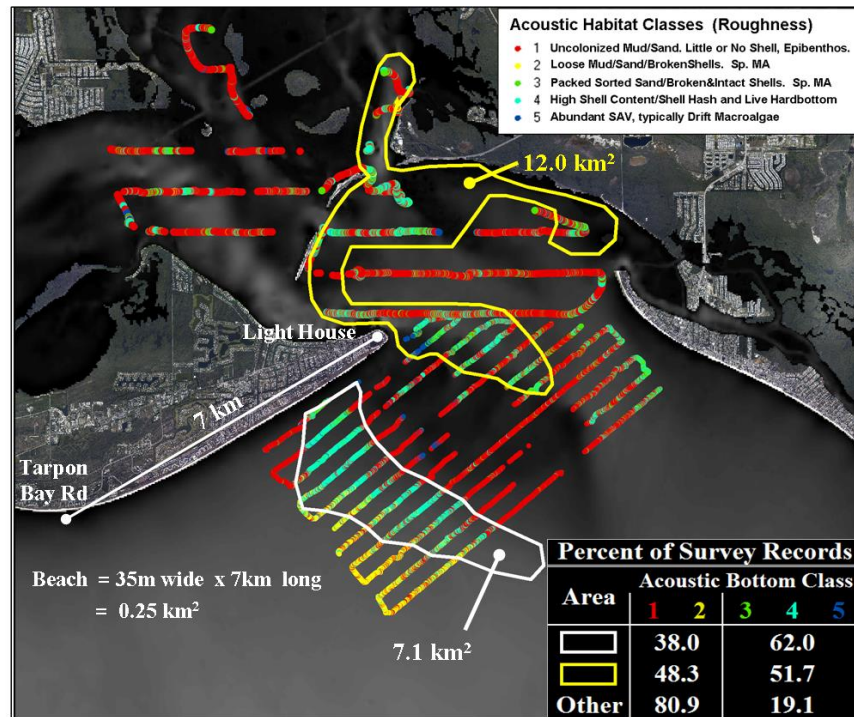 Acoustic Habitat Classes (Roughness)
1 Uncolonized Mud/Sand. Little or No Shell, Epibenthos.
2 Loose Mud/Sand/BrokenShells. Sp. MA
3 Packed Sorted Sand/Broken&Intact Shells. Sp. MA
4 High Shell Content/Shell Hash and Live Hardbottom
5 Abundant SAV, typically Drift Macroalgae
12.0 km²
Light House
7 km
Tarpon
Bay Rd
Beach = 35m wide x 7km long
= 0.25 km²
7.1 km²
Percent of Survey Records
Area Acoustic Bottom Class
1 2 3 4 5
38.0 62.0
48.3 51.7
Other 80.9 19.1